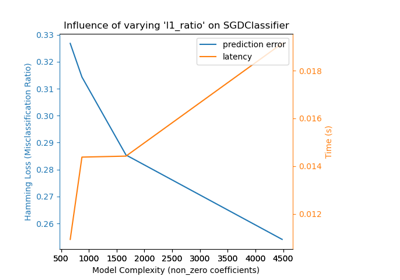 Influence of varying 'l1_ratio' on SGDClassifier
prediction error
latency
0.33
0.32
0.31
0.30
0.29
0.28
0.27
0.26
Hamming Loss (Misclassification Ratio)
0.018
0.016
0.014
0.012
Time (s)
500 1000 1500 2000 2500 3000 3500 4000 4500
Model Complexity (non_zero coefficients)